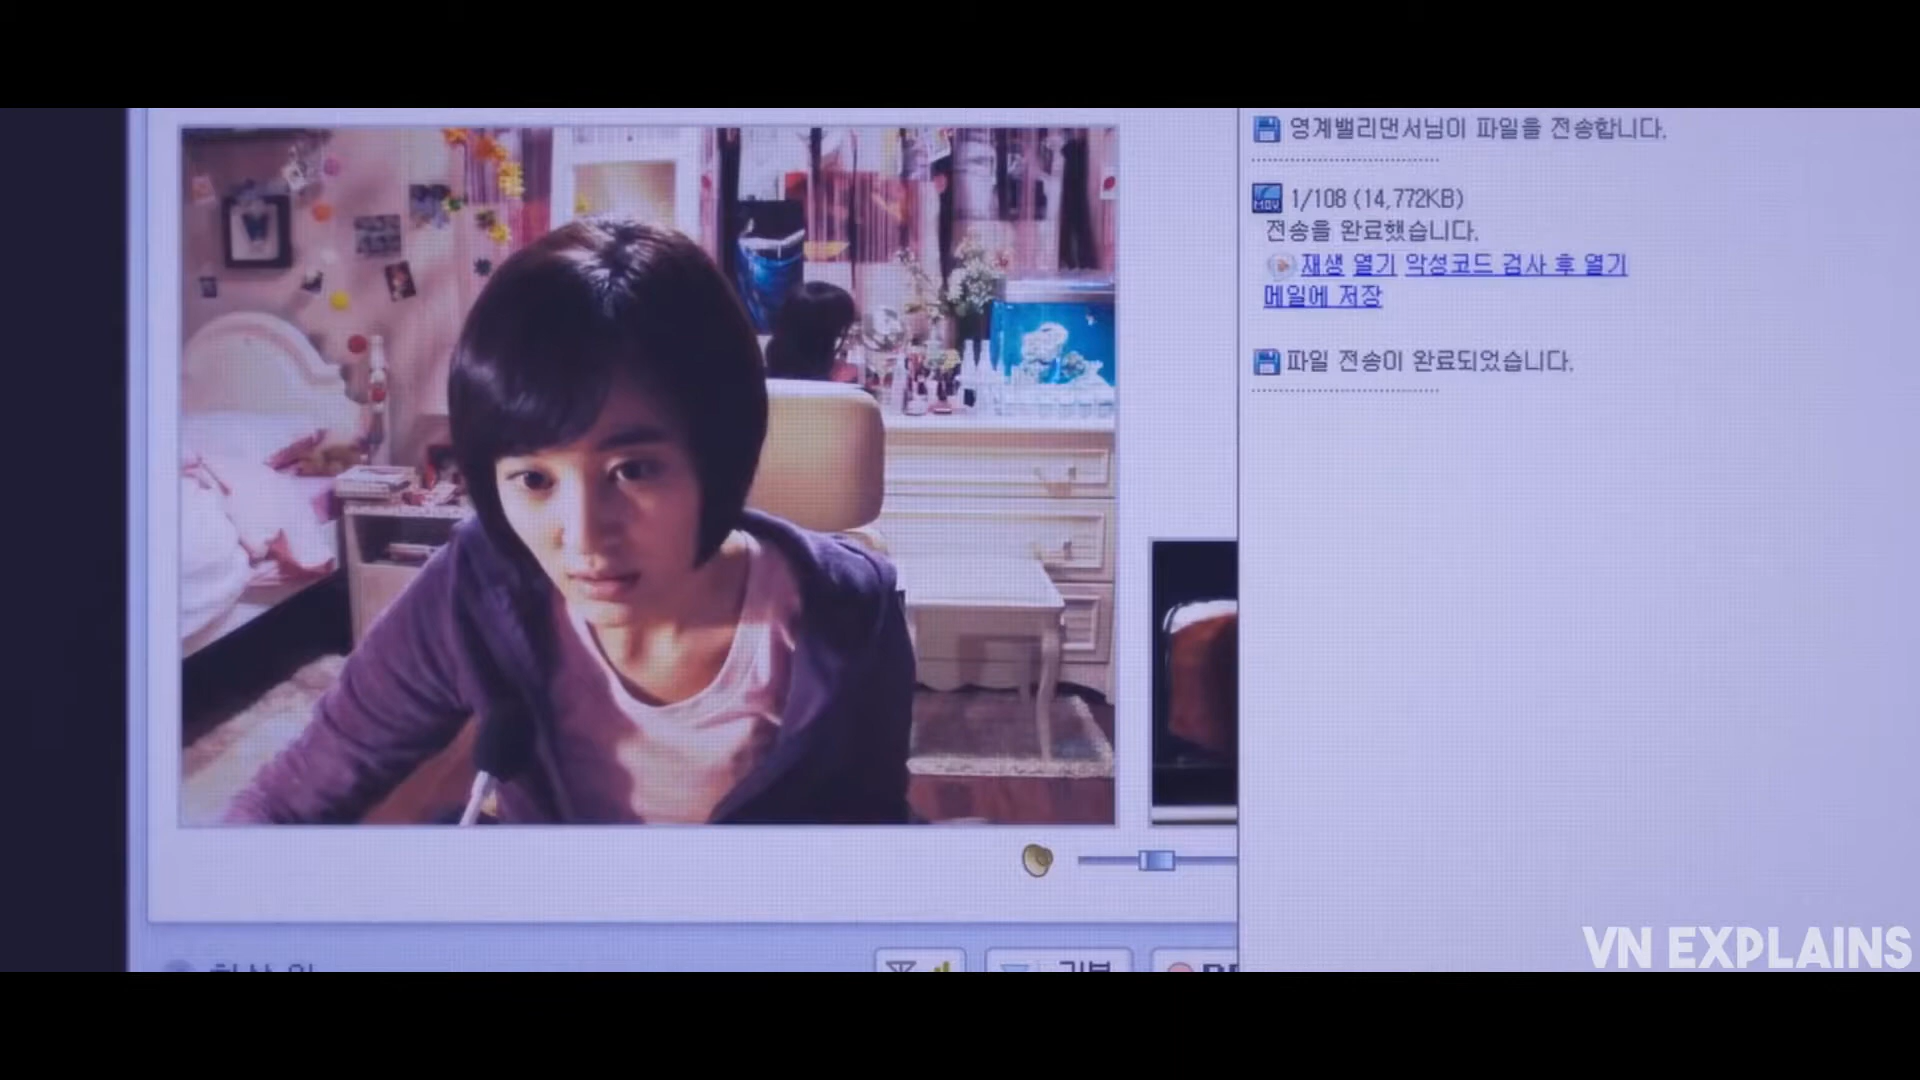 영계밸리댄서님이 파일을 전송합니다.
1/108 (14,772KB)
전송을 완료했습니다.
재생 열기 악성코드 검사 후 열기
메일에 저장
파일 전송이 완료되었습니다.
VN EXPLAINS